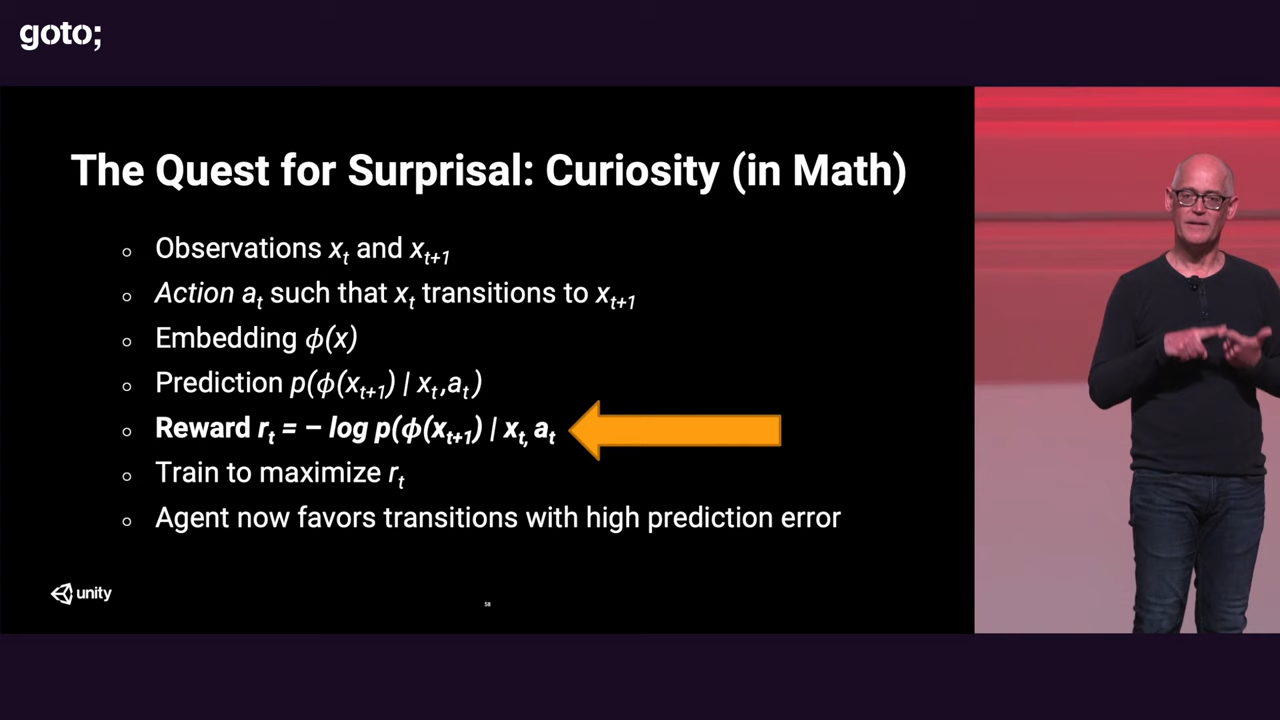 goto;
The Quest for Surprisal: Curiosity (in Math)
○ Observations xₜ and xₜ₊₁
○ Action aₜ such that xₜ transitions to xₜ₊₁
○ Embedding ϕ(x)
○ Prediction p(ϕ(xₜ₊₁) | xₜ,aₜ)
○ Reward rₜ = – log p(ϕ(xₜ₊₁) | xₜ, aₜ
○ Train to maximize rₜ
○ Agent now favors transitions with high prediction error
unity
58